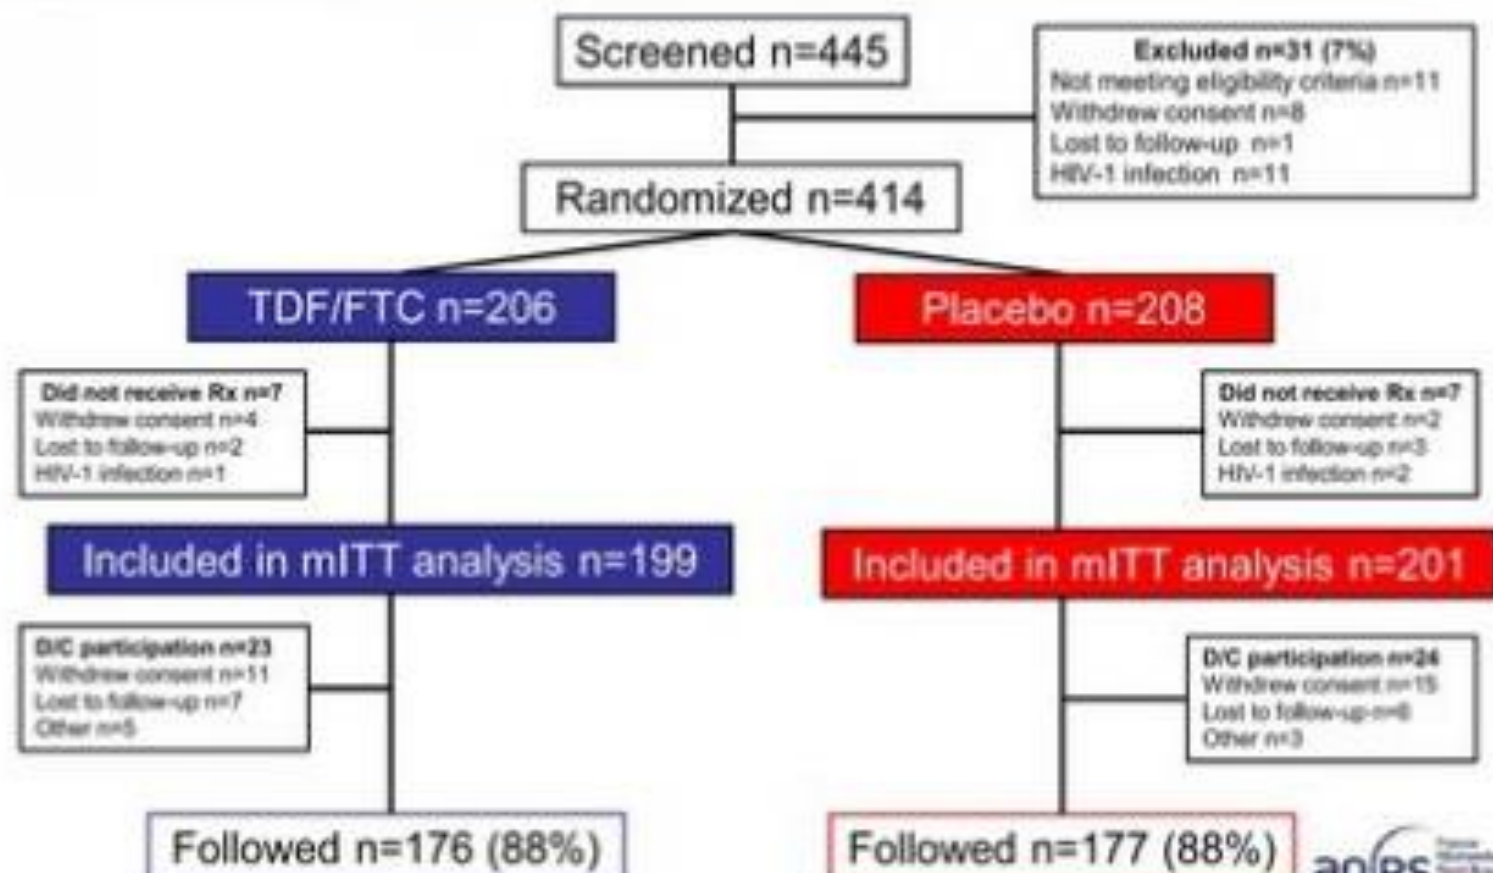 Screened n=445
Excluded n=31 (7%)
Not meeting eligibility criteria n=11
Withdrew consent n=8
Lost to follow-up n=1
HIV-1 infection n=11
Randomized n=414
TDF/FTC n=206
Placebo n=208
Did not receive Rx n=7
Withdrew consent n=4
Lost to follow-up n=2
HIV-1 infection n=1
Did not receive Rx n=7
Withdrew consent n=2
Lost to follow-up n=3
HIV-1 infection n=2
Included in mITT analysis n=199
Included in mITT analysis n=201
D/C participation n=23
Withdrew consent n=11
Lost to follow-up n=7
Other n=5
D/C participation n=24
Withdrew consent n=15
Lost to follow-up n=6
Other n=3
Followed n=176 (88%)
Followed n=177 (88%)